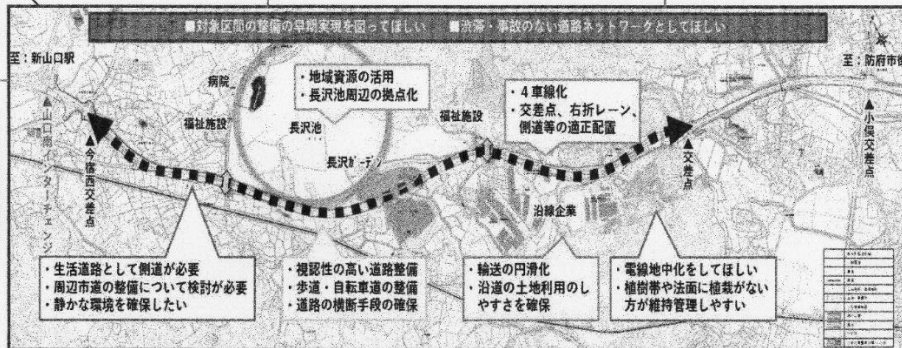 ■対象区間の整備の早期実現を図ってほしい ■渋滞・事故のない道路ネットワークとしてほしい
至：新山口駅
至：防府市街
病院
・地域資源の活用
・長沢池周辺の拠点化
・４車線化
・交差点、右折レーン、
側道等の適正配置
福祉施設
福祉施設
長沢池
長沢ガーデン
▲山口南インターチェンジ
▲今宿西交差点
▲交差点
▲小俣交差点
沿線企業
・生活道路として側道が必要
・周辺市道の整備について検討が必要
・静かな環境を確保したい
・視認性の高い道路整備
・歩道・自転車道の整備
・道路の横断手段の確保
・輸送の円滑化
・沿道の土地利用のし
やすさを確保
・電線地中化をしてほしい
・植樹帯や法面に植栽がない
方が維持管理しやすい